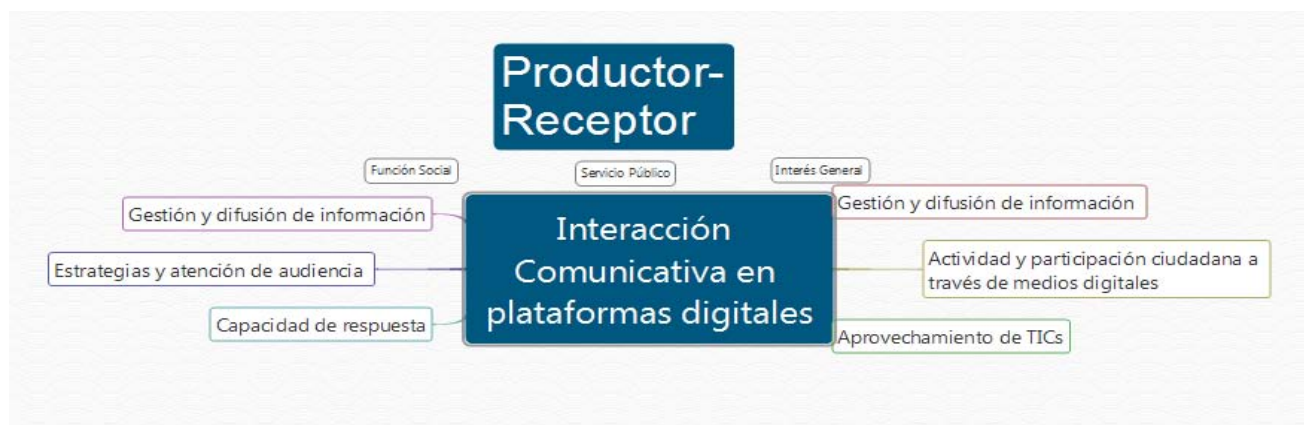 Productor-
Receptor
Función Social
Servicio Público
Interés General
Gestión y difusión de información
Estrategias y atención de audiencia
Capacidad de respuesta
Interacción
Comunicativa en
plataformas digitales
Gestión y difusión de información
Actividad y participación ciudadana a
través de medios digitales
Aprovechamiento de TICs